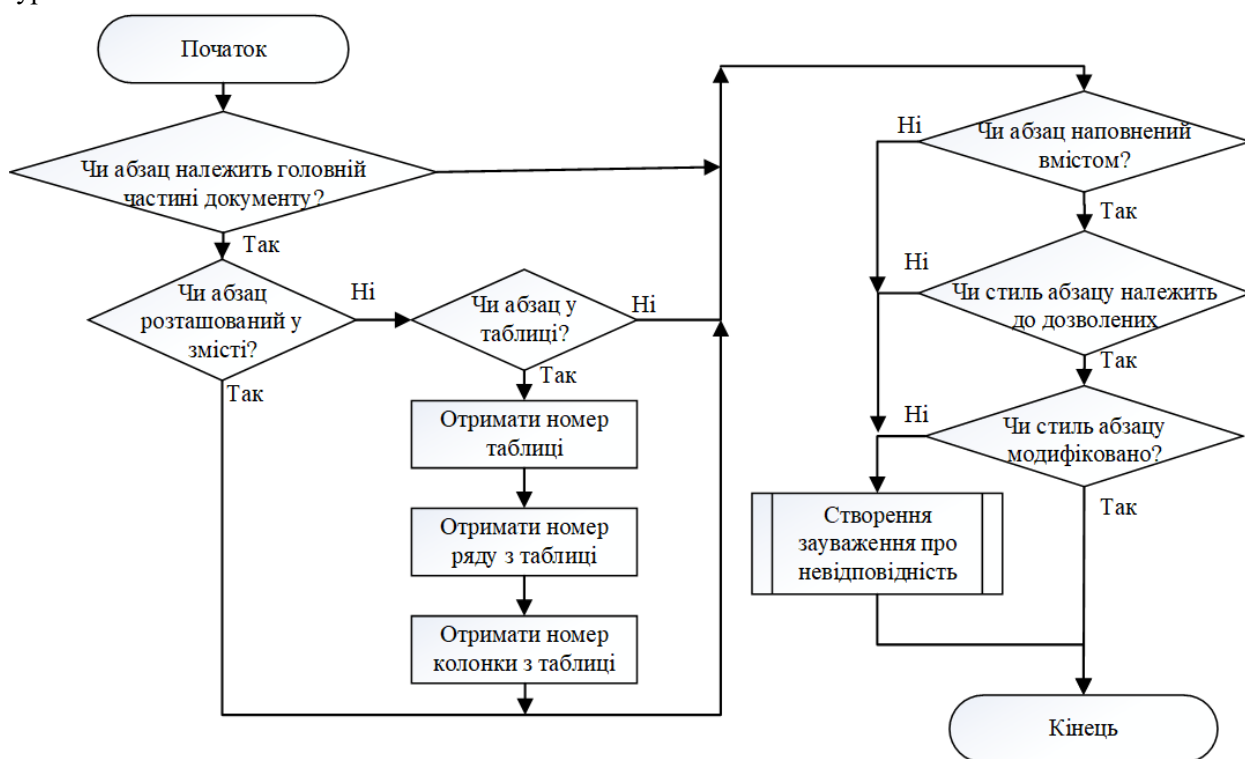 Початок
Чи абзац належить головній
частині документу?
Так
Чи абзац
розташований у
змісті?
Ні
Так
Чи абзац у
таблиці?
Ні
Так
Отримати номер
таблиці
Отримати номер
ряду з таблиці
Отримати номер
колонки з таблиці
Чи абзац наповнений
вмістом?
Ні
Так
Чи стиль абзацу належить
до дозволених
Ні
Так
Чи стиль абзацу
модифіковано?
Ні
Так
Створення
зауваження про
невідповідність
Кінець